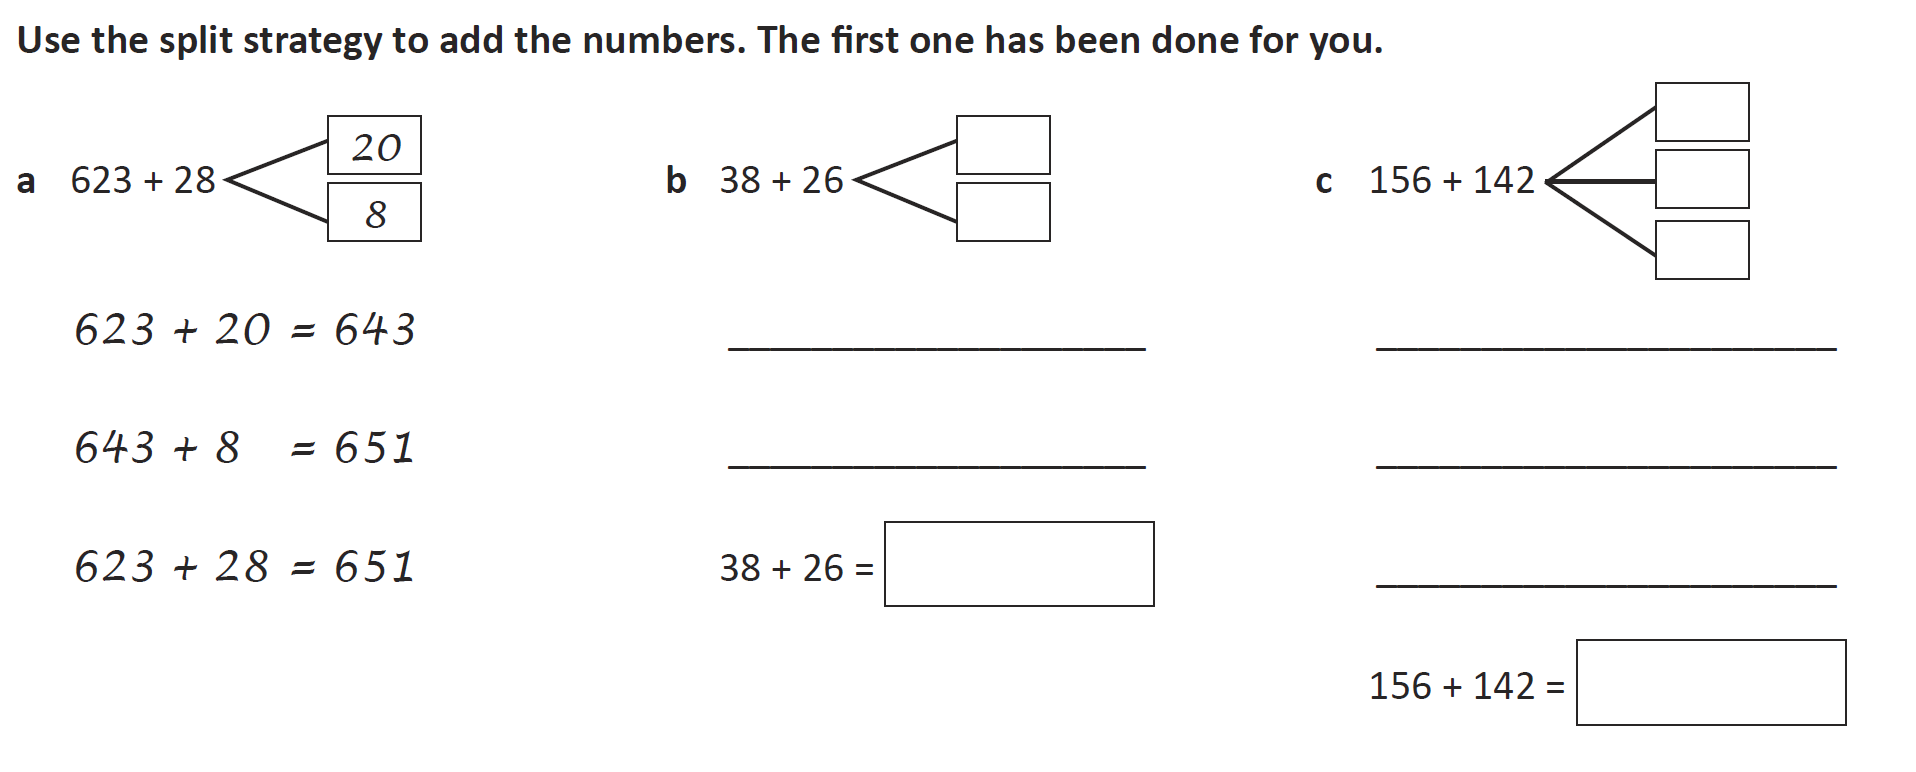 Use the split strategy to add the numbers. The first one has been done for you.
a 623 + 28
20
8
623 + 20 = 643
643 + 8 = 651
623 + 28 = 651
b 38 + 26
38 + 26 =
c 156 + 142
156 + 142 =